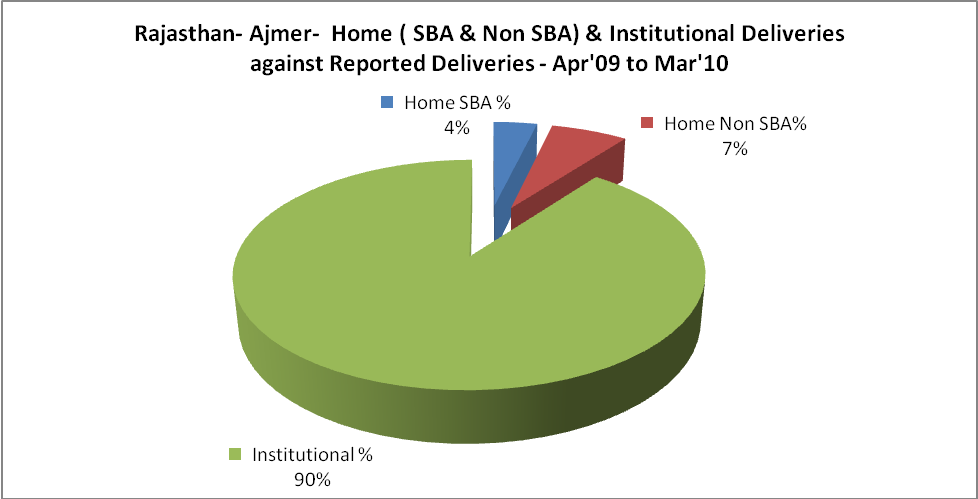 Rajasthan- Ajmer-  Home ( SBA & Non SBA) & Institutional Deliveries
against Reported Deliveries - Apr'09 to Mar'10
Home SBA %
4%
Home Non SBA%
7%
Institutional %
90%